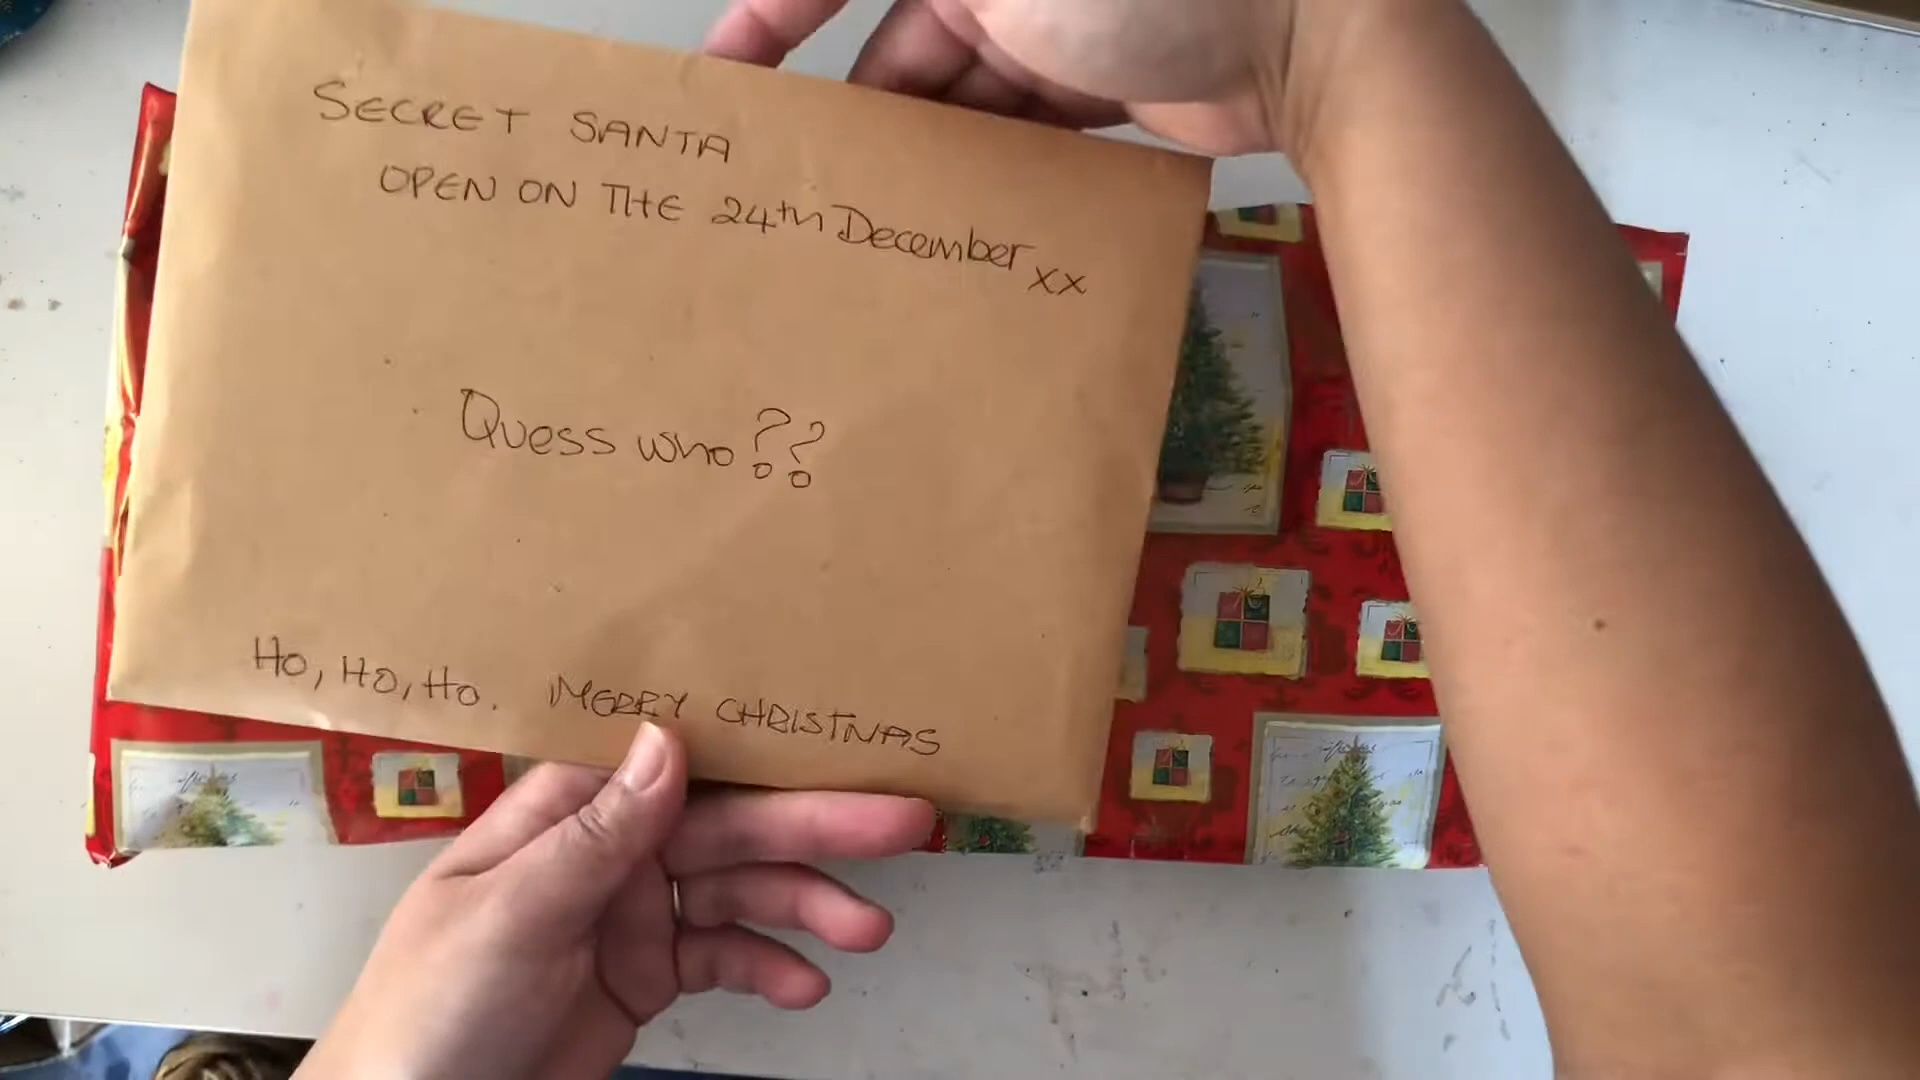 SECRET SANTA
OPEN ON THE 24th December xx
Quess who??
Ho, Ho, Ho. MERRY CHRISTMAS